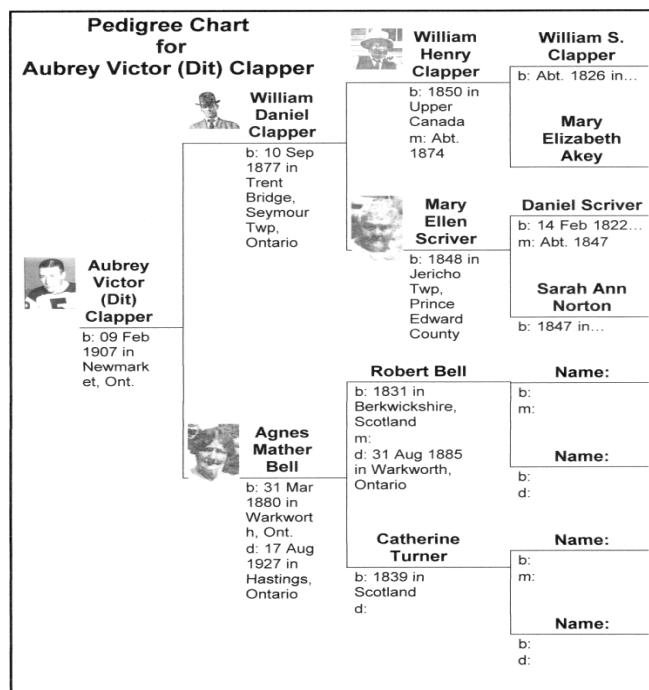 Pedigree Chart
for
Aubrey Victor (Dit) Clapper
William
Henry
Clapper
b: 1850 in
Upper
Canada
m: Abt.
1874
William S.
Clapper
b: Abt. 1826 in…
Mary
Elizabeth
Akey
William
Daniel
Clapper
b: 10 Sep
1877 in
Trent
Bridge,
Seymour
Twp,
Ontario
Mary
Ellen
Scriver
b: 1848 in
Jericho
Twp,
Prince
Edward
County
Daniel Scriver
b: 14 Feb 1822…
m: Abt. 1847
Sarah Ann
Norton
b: 1847 in…
Aubrey
Victor
(Dit)
Clapper
b: 09 Feb
1907 in
Newmark
et, Ont.
Agnes
Mather
Bell
b: 31 Mar
1880 in
Warkwort
h, Ont.
d: 17 Aug
1927 in
Hastings,
Ontario
Robert Bell
b: 1831 in
Berkwickshire,
Scotland
m:
d: 31 Aug 1885
in Warkworth,
Ontario
Name:
b:
m:
Name:
b:
d:
Catherine
Turner
b: 1839 in
Scotland
d:
Name:
b:
m:
Name:
b:
d: